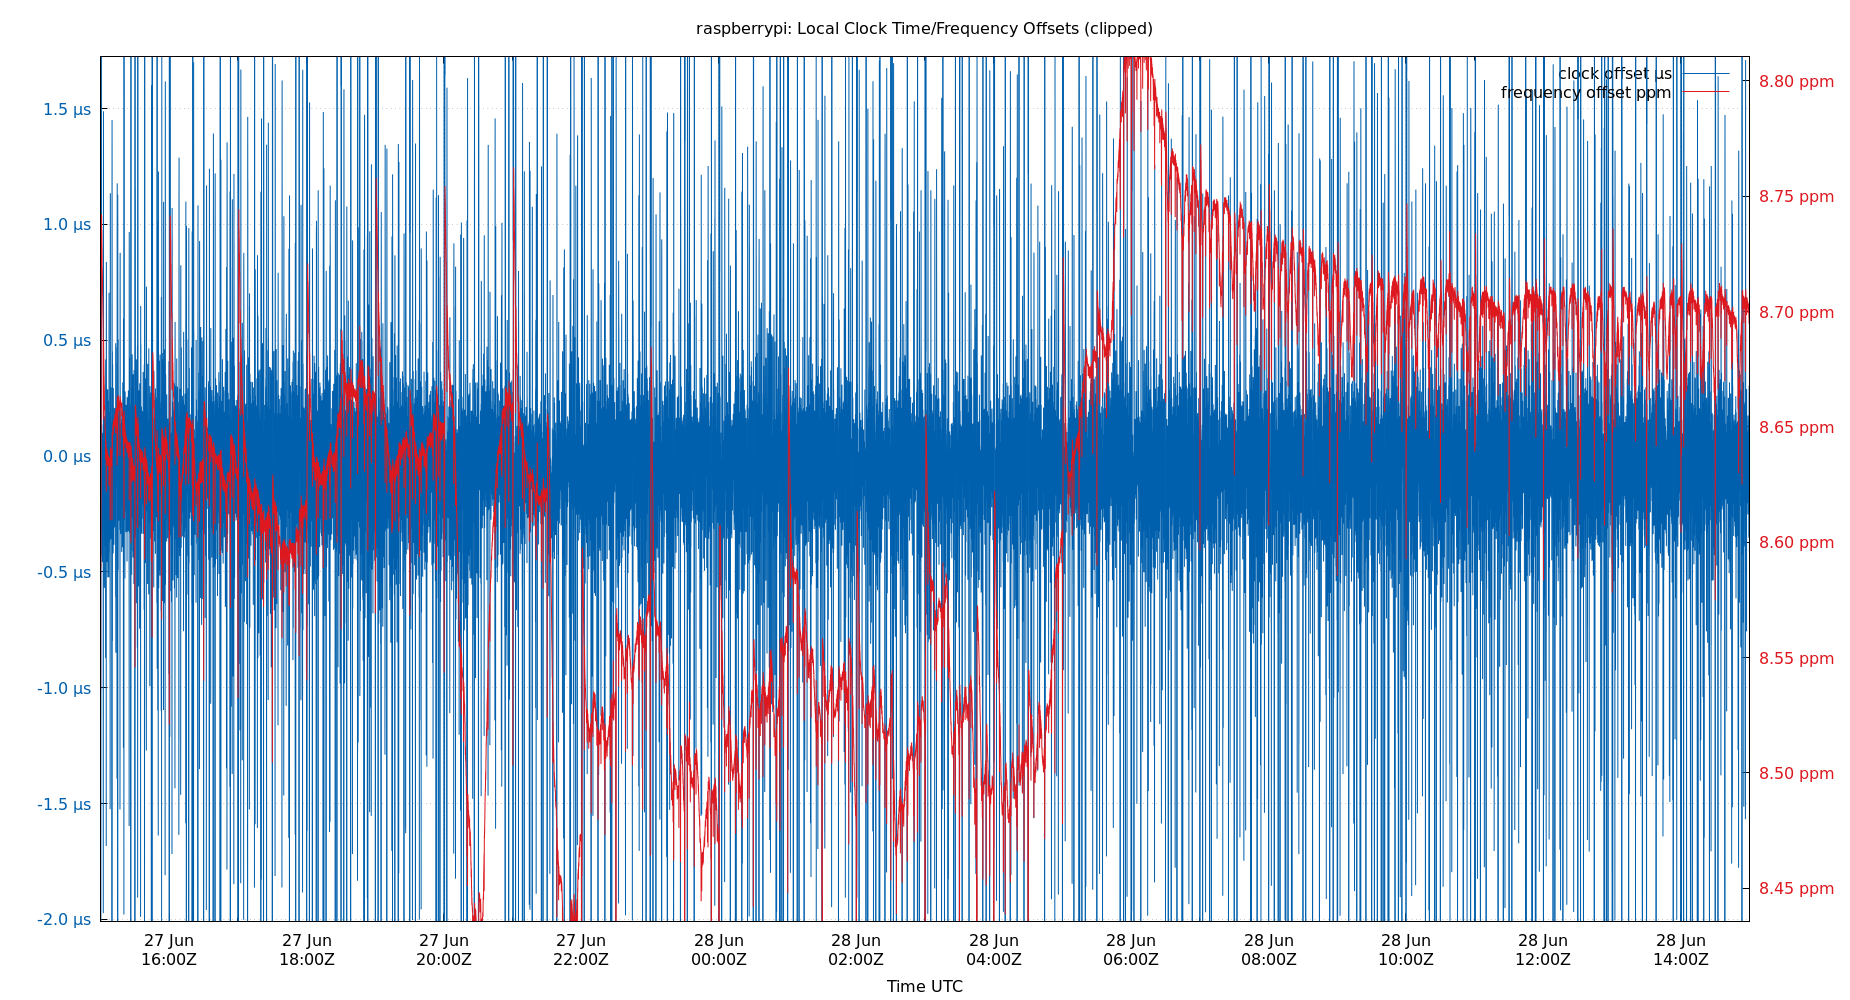 raspberrypi: Local Clock Time/Frequency Offsets (clipped)
clock offset µs
frequency offset ppm
1.5 µs
1.0 µs
0.5 µs
0.0 µs
-0.5 µs
-1.0 µs
-1.5 µs
-2.0 µs
8.80 ppm
8.75 ppm
8.70 ppm
8.65 ppm
8.60 ppm
8.55 ppm
8.50 ppm
8.45 ppm
27 Jun 27 Jun 27 Jun 27 Jun 28 Jun 28 Jun 28 Jun 28 Jun 28 Jun 28 Jun 28 Jun 28 Jun
16:00Z 18:00Z 20:00Z 22:00Z 00:00Z 02:00Z 04:00Z 06:00Z 08:00Z 10:00Z 12:00Z 14:00Z
Time UTC